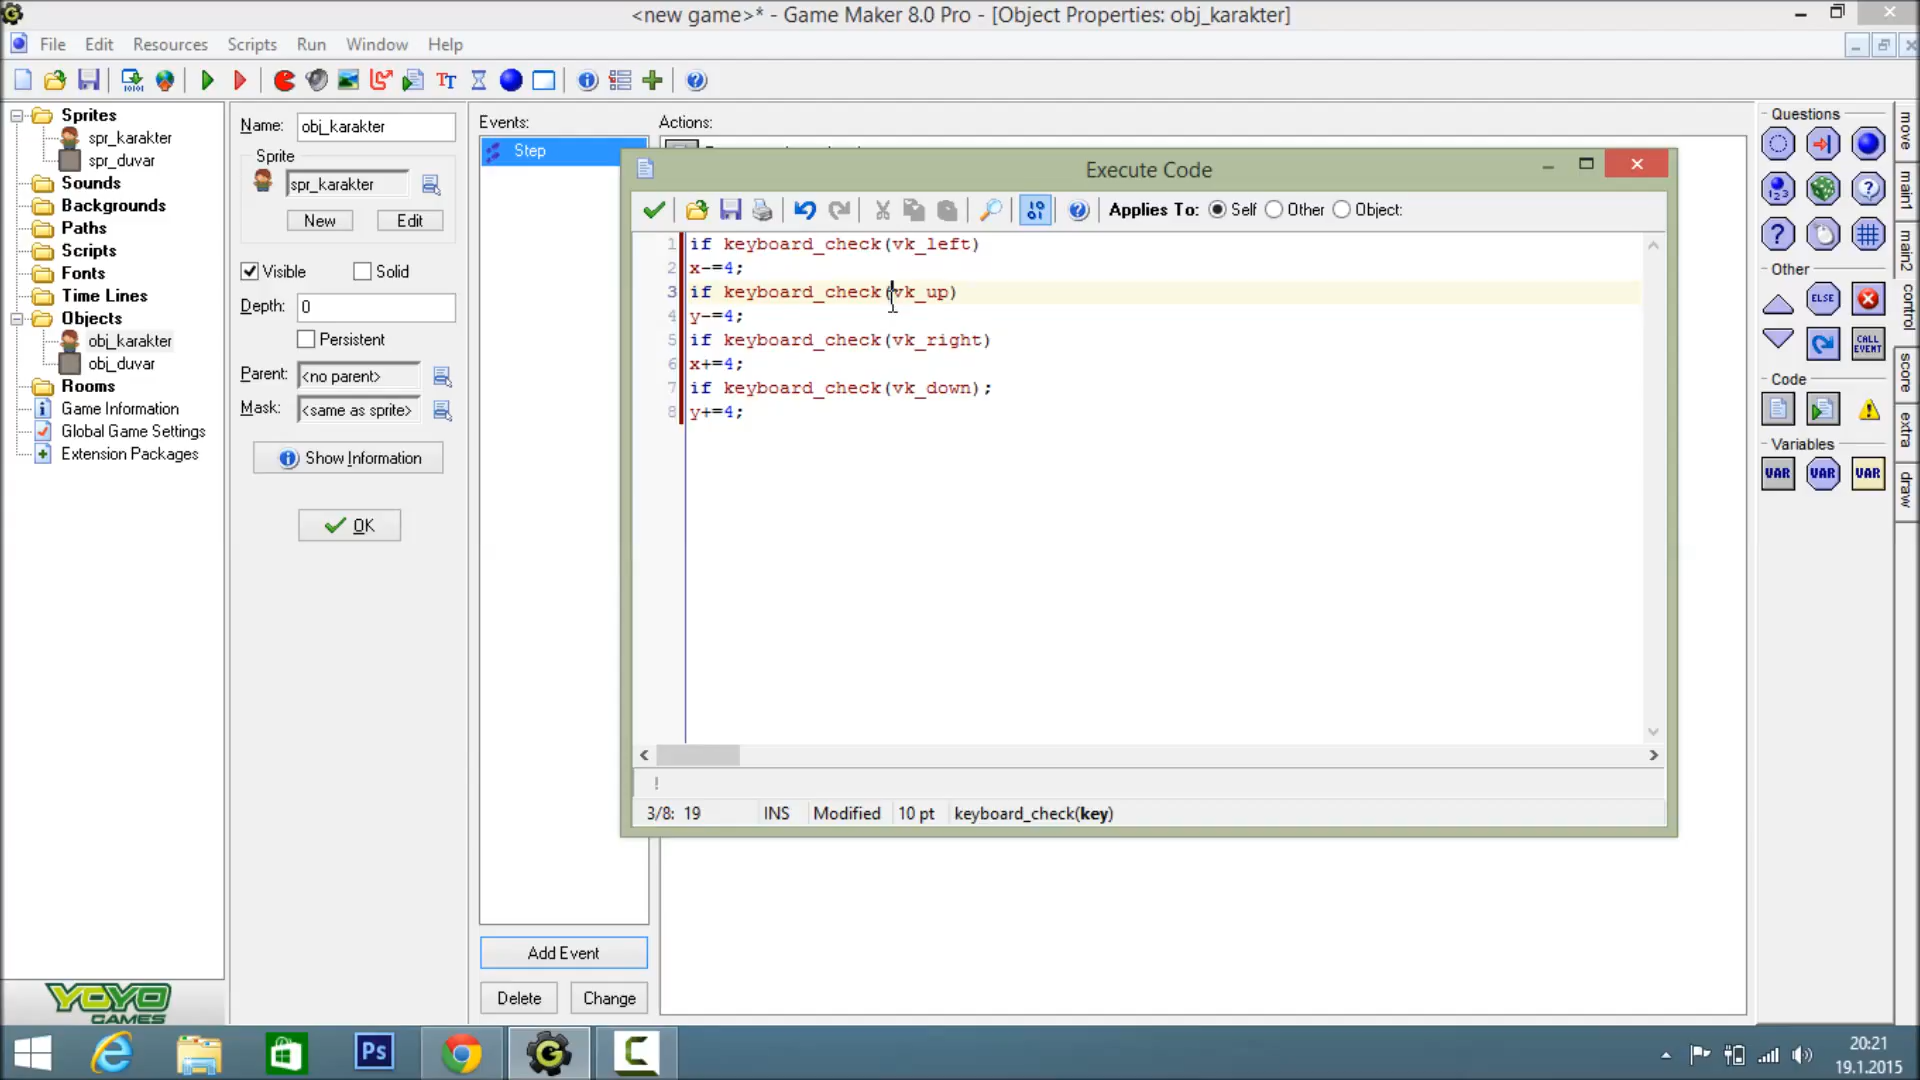 <new game>* - Game Maker 8.0 Pro - [Object Properties: obj_karakter]
File Edit Resources Scripts Run Window Help
Sprites
spr_karakter
spr_duvar
Sounds
Backgrounds
Paths
Scripts
Fonts
Time Lines
Objects
obj_karakter
obj_duvar
Rooms
Game Information
Global Game Settings
Extension Packages
YOYO
GAMES
Name: obj_karakter
Sprite
spr_karakter
New Edit
Visible Solid
Depth: 0
Persistent
Parent: <no parent>
Mask: <same as sprite>
Show Information
OK
Events:
Step
Add Event
Delete Change
Actions:
Execute Code
Applies To: Self Other Object:
1 if keyboard_check(vk_left)
2 x-=4;
3 if keyboard_check(vk_up)
4 y-=4;
5 if keyboard_check(vk_right)
6 x+=4;
7 if keyboard_check(vk_down);
8 y+=4;
!
3/8: 19 INS Modified 10 pt keyboard_check(key)
Questions
Other
ELSE
CALL EVENT
Code
Variables
VAR VAR VAR
move
main1
main2
control
score
extra
draw
Ps
20:21
19.1.2015